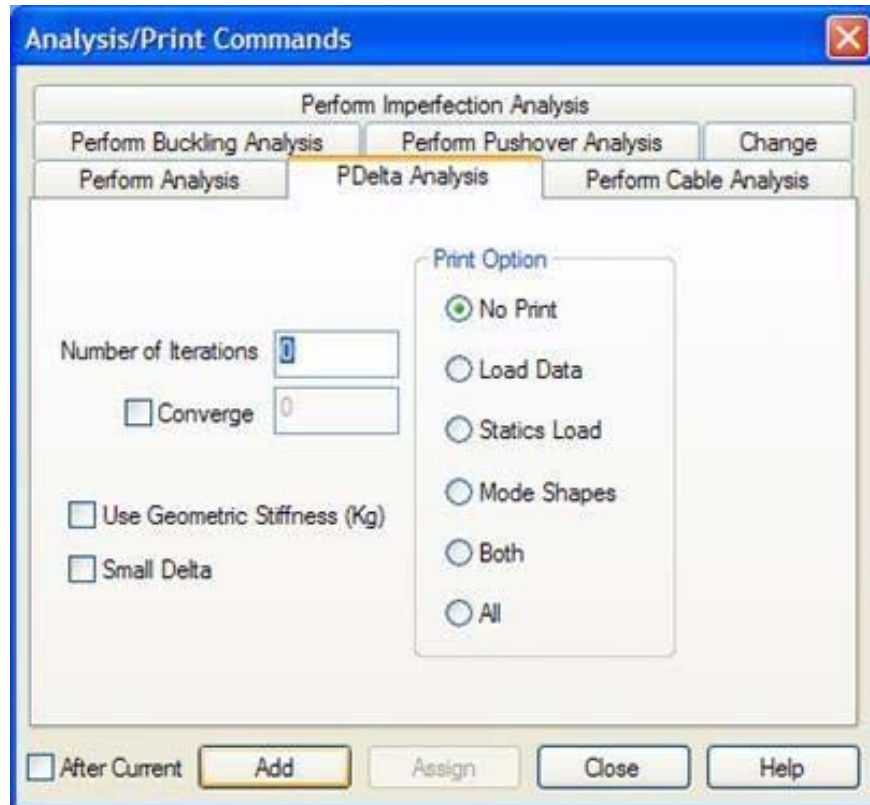 Analysis/Print Commands
Perform Imperfection Analysis
Perform Buckling Analysis Perform Pushover Analysis Change
Perform Analysis PDelta Analysis Perform Cable Analysis
Print Option
No Print
Number of Iterations 0
Load Data
Converge 0
Statics Load
Mode Shapes
Use Geometric Stiffness (Kg)
Both
Small Delta
All
After Current Add Assign Close Help